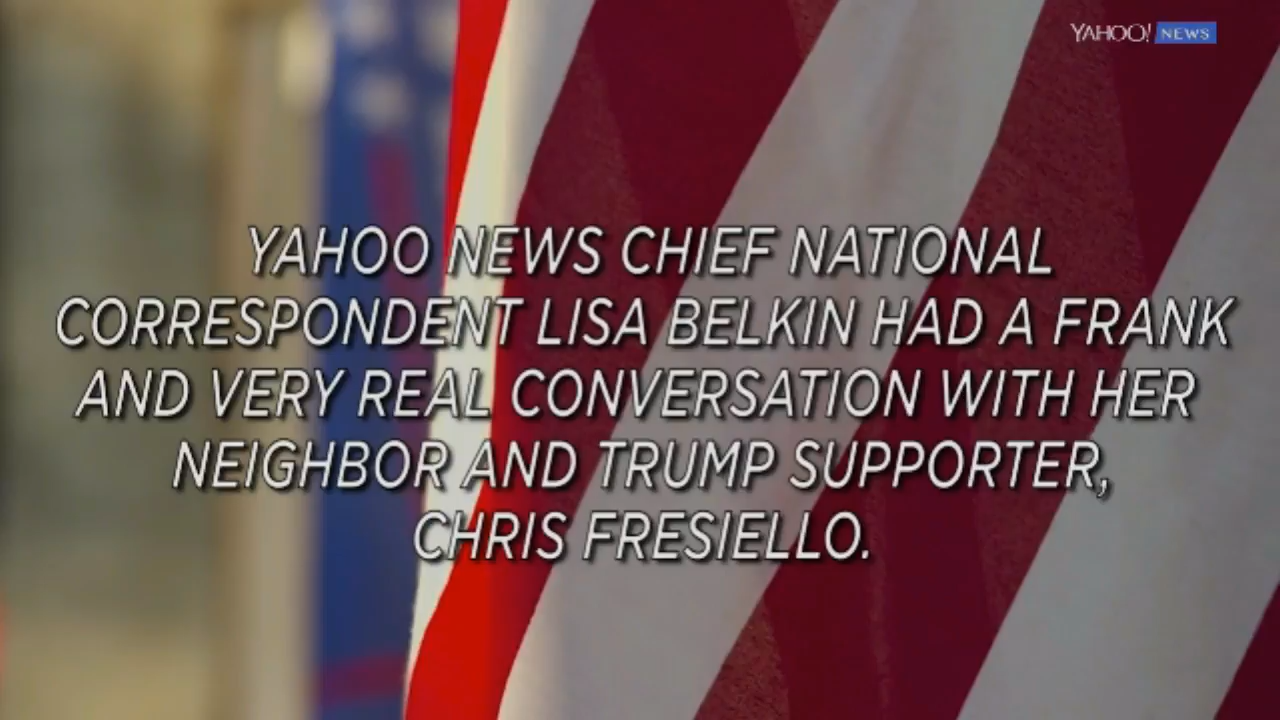 YAHOO! NEWS
YAHOO NEWS CHIEF NATIONAL
CORRESPONDENT LISA BELKIN HAD A FRANK
AND VERY REAL CONVERSATION WITH HER
NEIGHBOR AND TRUMP SUPPORTER,
CHRIS FRESIELLO.